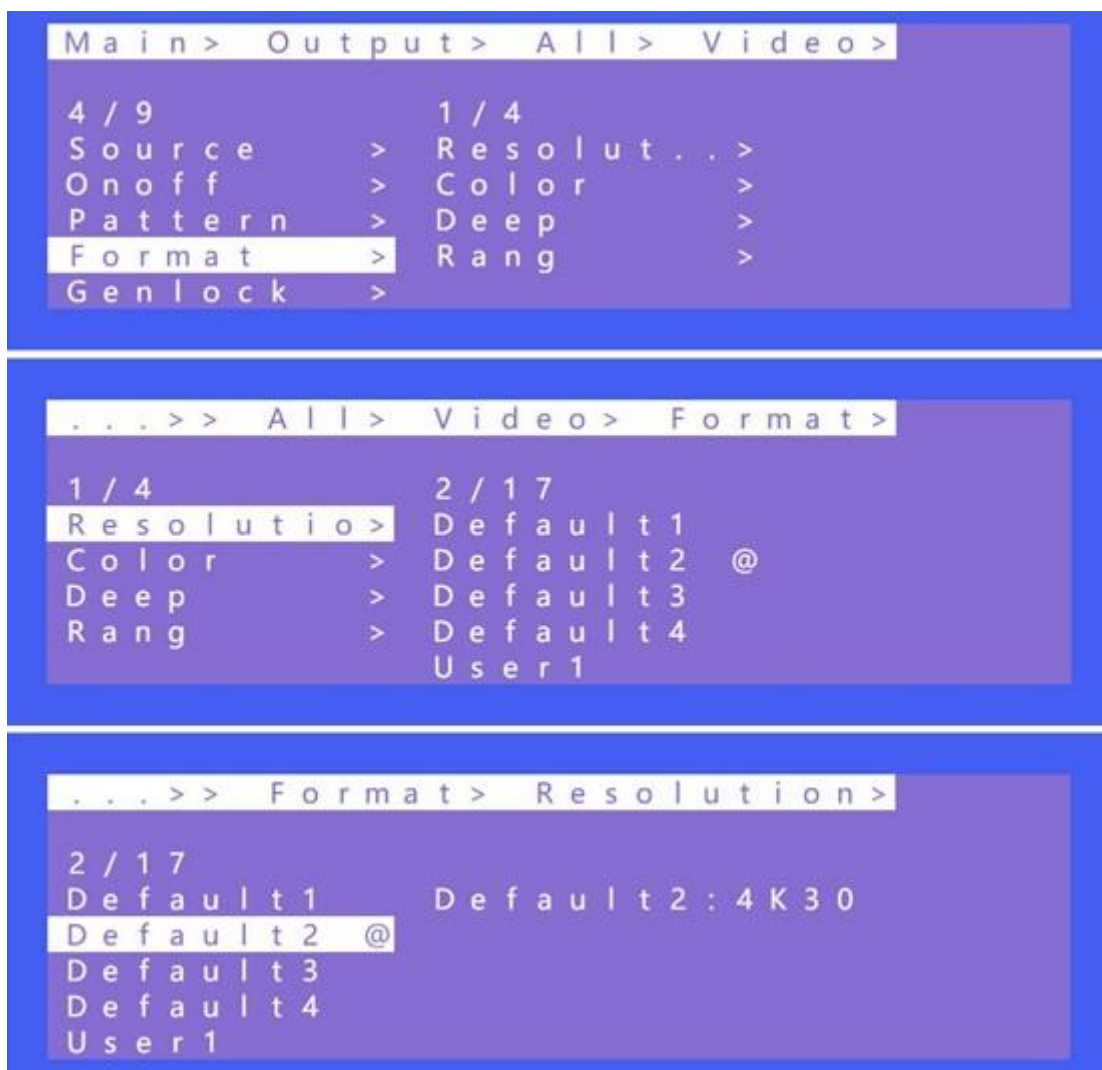 Main> Output> All> Video>
4/9 1/4
Source > Resolut..>
Onoff > Color >
Pattern > Deep >
Format > Rang >
Genlock >
...>> All> Video> Format>
1/4 2/17
Resolutio> Default1
Color > Default2 @
Deep > Default3
Rang > Default4
User1
...>> Format> Resolution>
2/17
Default1 Default2:4K30
Default2 @
Default3
Default4
User1